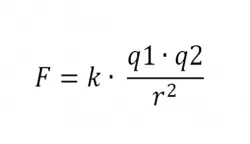 F = k · q1 · q2 / r²